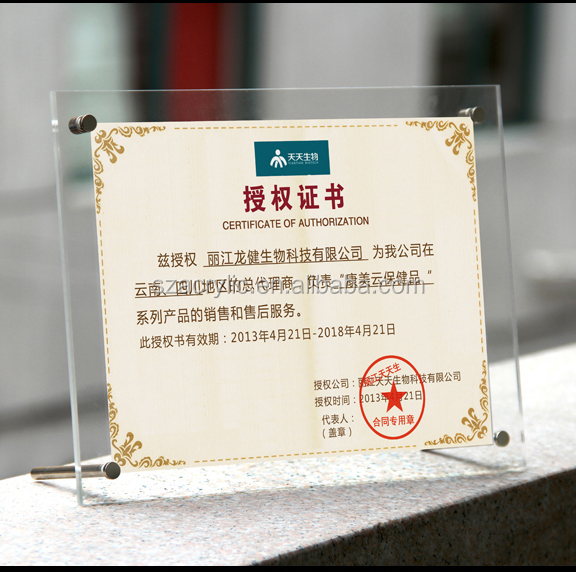 天天生物
授权证书
CERTIFICATE OF AUTHORIZATION
兹授权 丽江龙健生物科技有限公司 为我公司在
云南、四川地区的总代理商，负责“康美云保健品“
系列产品的销售和售后服务。
此授权书有效期：2013年4月21日-2018年4月21日
授权公司：丽江天天生物科技有限公司
授权时间：2013年4月21日
代表人：
（盖章）
合同专用章